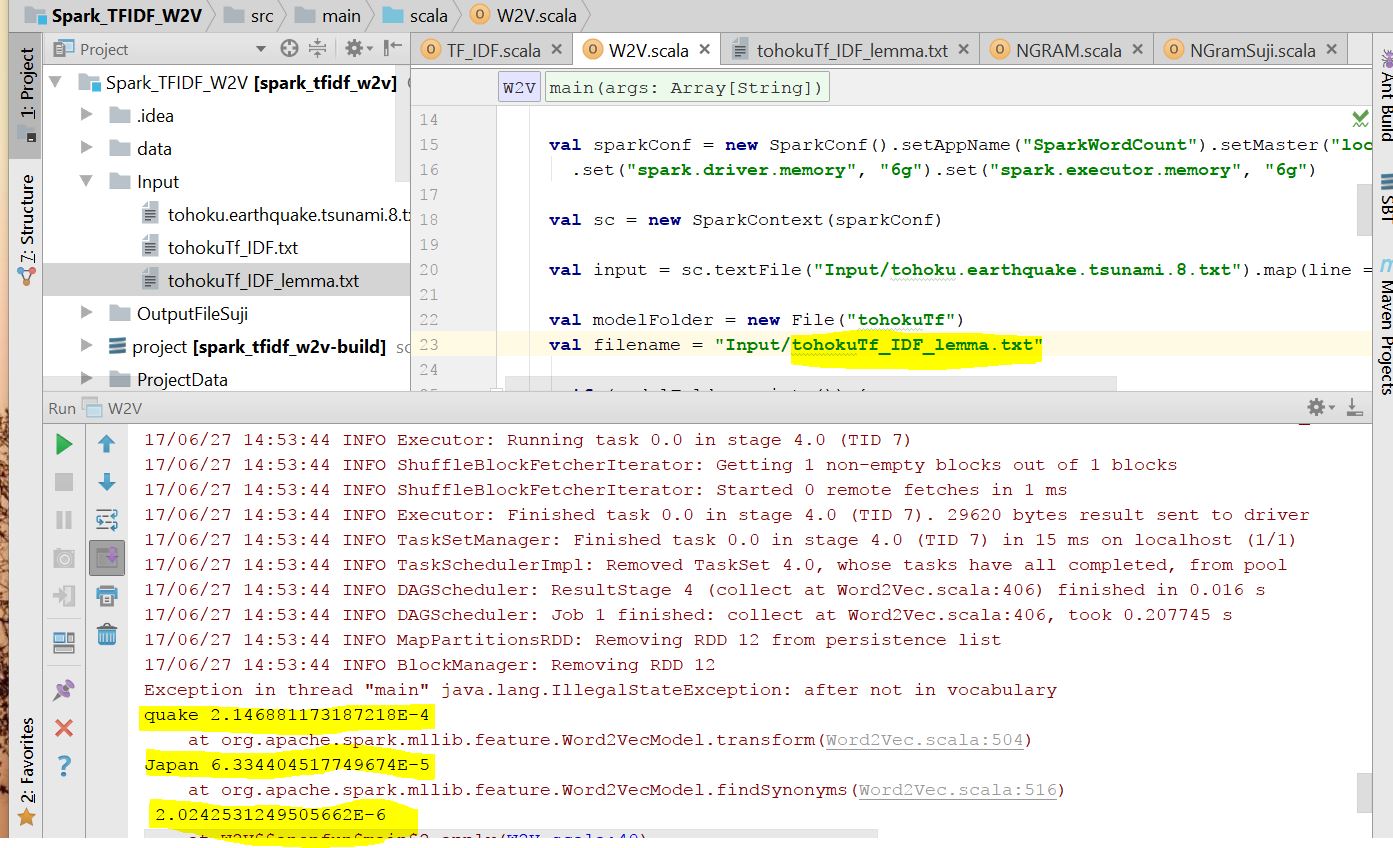 Spark_TFIDF_W2V src main scala W2V.scala
Project
TF_IDF.scala W2V.scala tohokuTf_IDF_lemma.txt NGRAM.scala NGramSuji.scala
1: Project
7: Structure
2: Favorites
Spark_TFIDF_W2V [spark_tfidf_w2v]
.idea
data
Input
tohoku.earthquake.tsunami.8.t
tohokuTf_IDF.txt
tohokuTf_IDF_lemma.txt
OutputFileSuji
project [spark_tfidf_w2v-build]
ProjectData
W2V main(args: Array[String])
14
15 val sparkConf = new SparkConf().setAppName("SparkWordCount").setMaster("loc
16 .set("spark.driver.memory", "6g").set("spark.executor.memory", "6g")
17
18 val sc = new SparkContext(sparkConf)
19
20 val input = sc.textFile("Input/tohoku.earthquake.tsunami.8.txt").map(line =
21
22 val modelFolder = new File("tohokuTf")
23 val filename = "Input/tohokuTf_IDF_lemma.txt"
24
Ant Build
SBT
Maven Projects
Run W2V
17/06/27 14:53:44 INFO Executor: Running task 0.0 in stage 4.0 (TID 7)
17/06/27 14:53:44 INFO ShuffleBlockFetcherIterator: Getting 1 non-empty blocks out of 1 blocks
17/06/27 14:53:44 INFO ShuffleBlockFetcherIterator: Started 0 remote fetches in 1 ms
17/06/27 14:53:44 INFO Executor: Finished task 0.0 in stage 4.0 (TID 7). 29620 bytes result sent to driver
17/06/27 14:53:44 INFO TaskSetManager: Finished task 0.0 in stage 4.0 (TID 7) in 15 ms on localhost (1/1)
17/06/27 14:53:44 INFO TaskSchedulerImpl: Removed TaskSet 4.0, whose tasks have all completed, from pool
17/06/27 14:53:44 INFO DAGScheduler: ResultStage 4 (collect at Word2Vec.scala:406) finished in 0.016 s
17/06/27 14:53:44 INFO DAGScheduler: Job 1 finished: collect at Word2Vec.scala:406, took 0.207745 s
17/06/27 14:53:44 INFO MapPartitionsRDD: Removing RDD 12 from persistence list
17/06/27 14:53:44 INFO BlockManager: Removing RDD 12
Exception in thread "main" java.lang.IllegalStateException: after not in vocabulary
quake 2.146881173187218E-4
at org.apache.spark.mllib.feature.Word2VecModel.transform(Word2Vec.scala:504)
Japan 6.334404517749674E-5
at org.apache.spark.mllib.feature.Word2VecModel.findSynonyms(Word2Vec.scala:516)
2.0242531249505662E-6